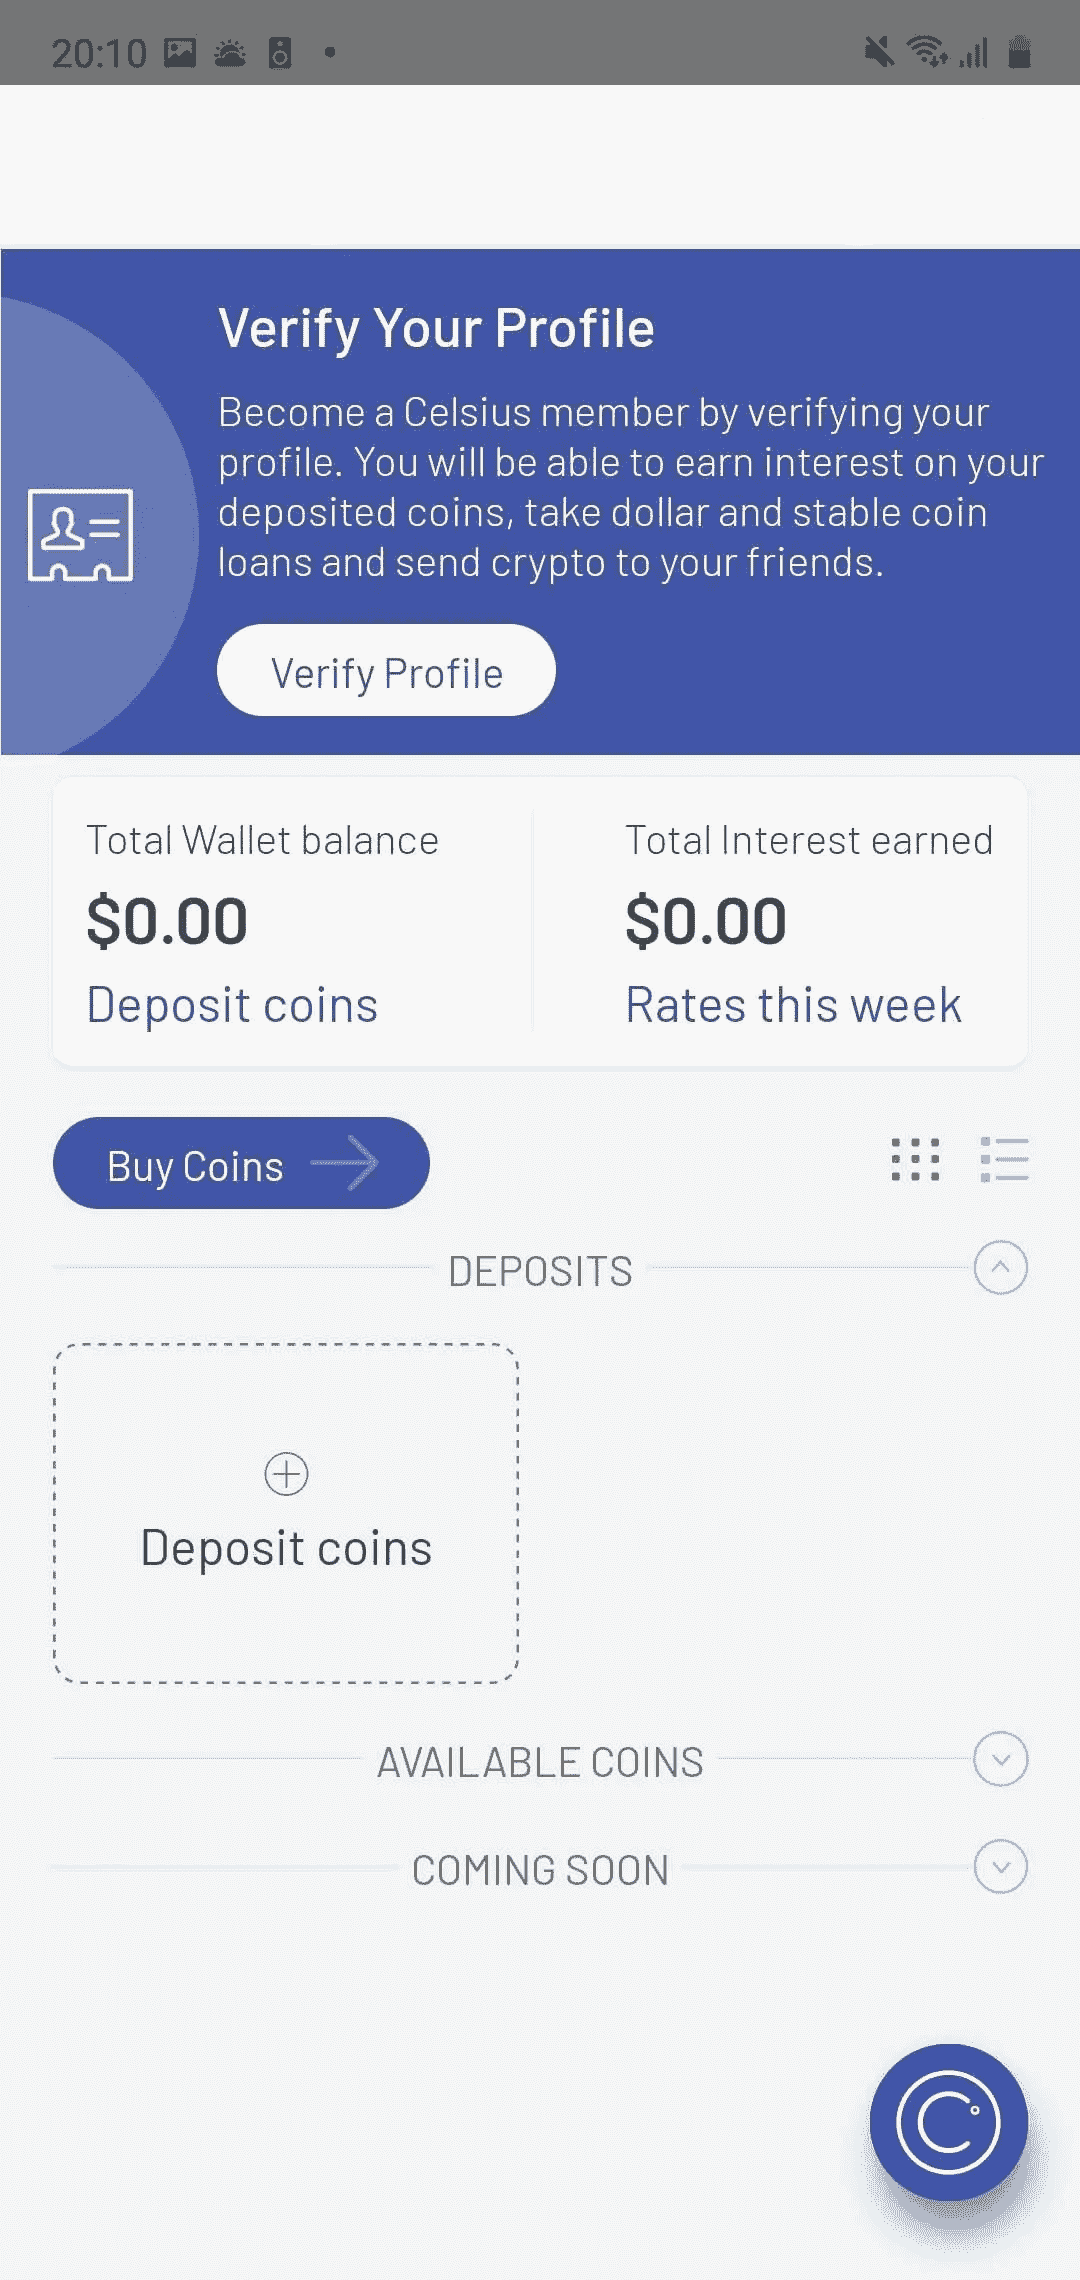 20:10
Verify Your Profile
Become a Celsius member by verifying your
profile. You will be able to earn interest on your
deposited coins, take dollar and stable coin
loans and send crypto to your friends.
Verify Profile
Total Wallet balance
$0.00
Deposit coins
Total Interest earned
$0.00
Rates this week
Buy Coins
DEPOSITS
Deposit coins
AVAILABLE COINS
COMING SOON